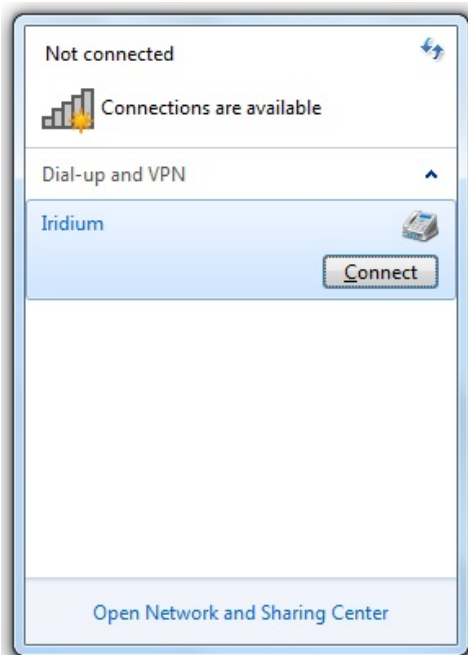 Not connected
Connections are available
Dial-up and VPN
Iridium
Connect
Open Network and Sharing Center